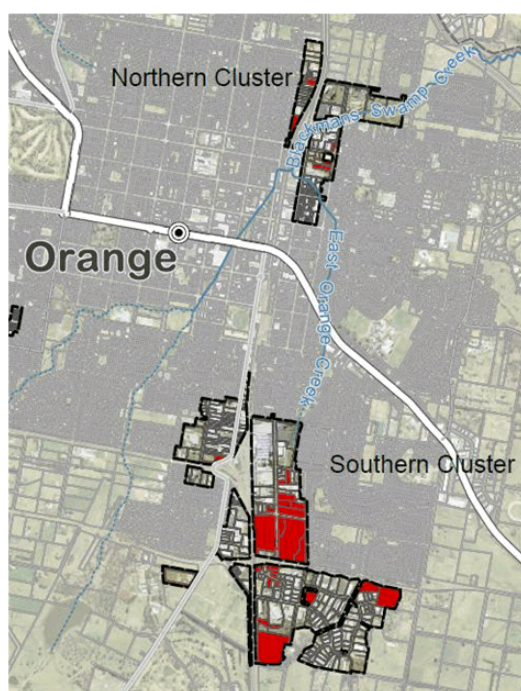 Northern Cluster
Blackmans Swamp Creek
Orange
East Orange Creek
Southern Cluster